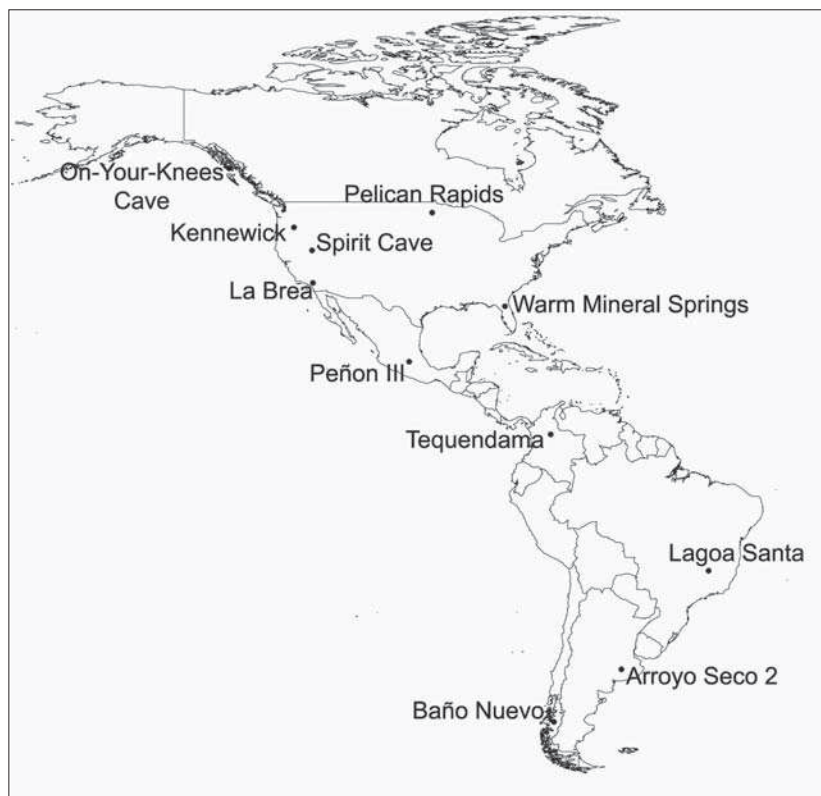 On-Your-Knees
Cave
Pelican Rapids
Kennewick
Spirit Cave
La Brea
Warm Mineral Springs
Peñon III
Tequendama
Lagoa Santa
Arroyo Seco 2
Baño Nuevo